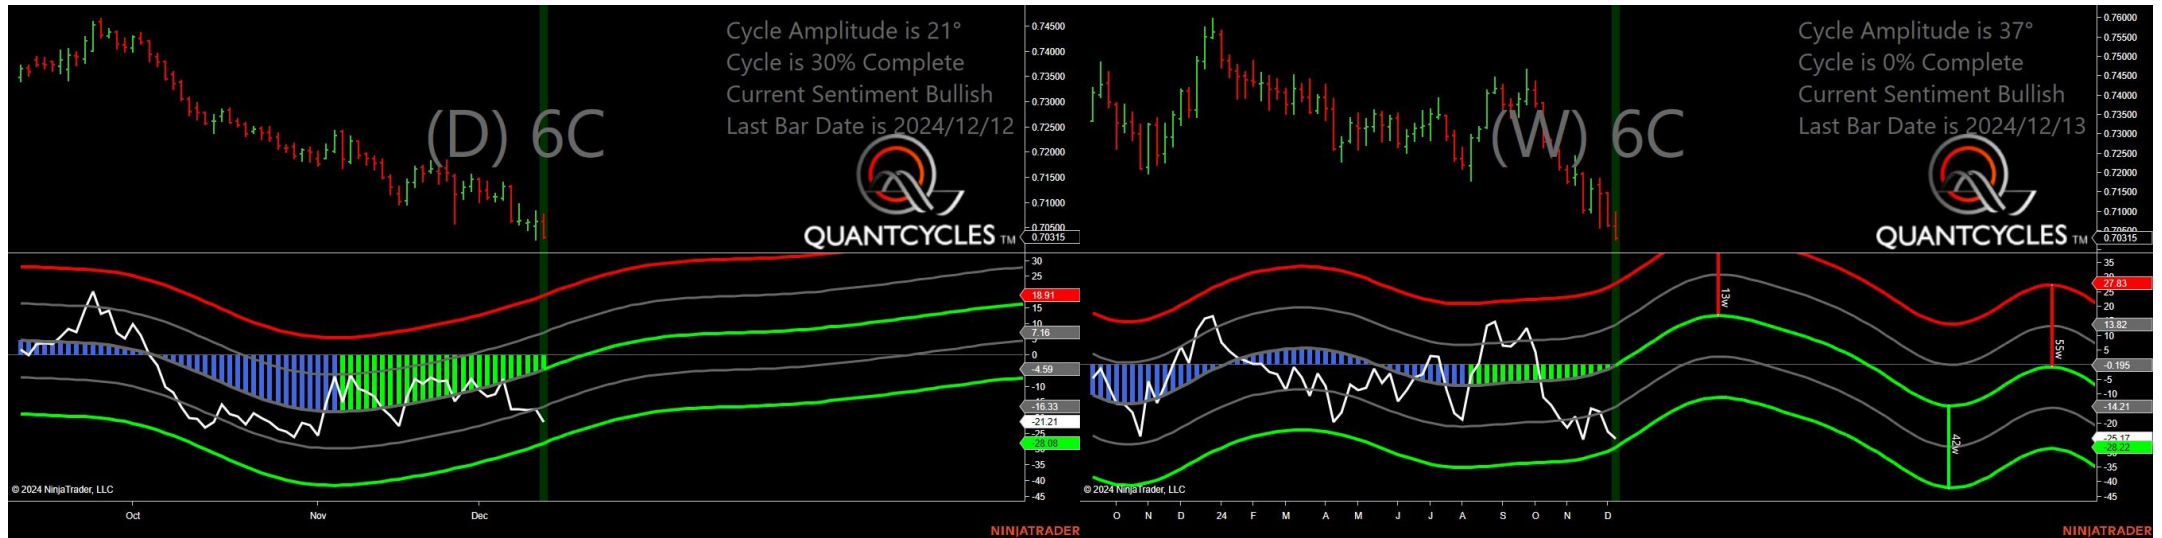 Cycle Amplitude is 21°
Cycle is 30% Complete
Current Sentiment Bullish
Last Bar Date is 2024/12/12
(D) 6C
QUANTCYCLES TM
0.74500
0.74000
0.73500
0.73000
0.72500
0.72000
0.71500
0.71000
0.70500
0.70315
30
25
18.91
15
10
7.16
5
0
-4.59
-10
-16.33
-21.21
-25
-28.08
-35
-40
-45
© 2024 NinjaTrader, LLC
Oct Nov Dec
NINJATRADER
Cycle Amplitude is 37°
Cycle is 0% Complete
Current Sentiment Bullish
Last Bar Date is 2024/12/13
(W) 6C
QUANTCYCLES TM
0.76000
0.75500
0.75000
0.74500
0.74000
0.73500
0.73000
0.72500
0.72000
0.71500
0.71000
0.70315
35
27.83
25
20
13.82
10
5
-0.195
-5
-10
-14.21
-20
-25.17
-28.22
-35
-40
-45
13w
42w
55w
© 2024 NinjaTrader, LLC
O N D 24 F M A M J J A S O N D
NINJATRADER